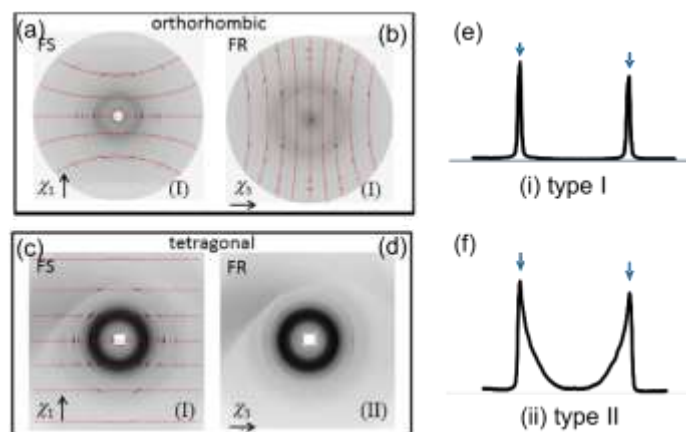 (a)
orthorhombic
FS
(b)
FR
χ₁
(I)
χ₃
(I)
(c)
tetragonal
FS
(d)
FR
χ₁
(I)
χ₃
(II)
(e)
(i) type I
(f)
(ii) type II